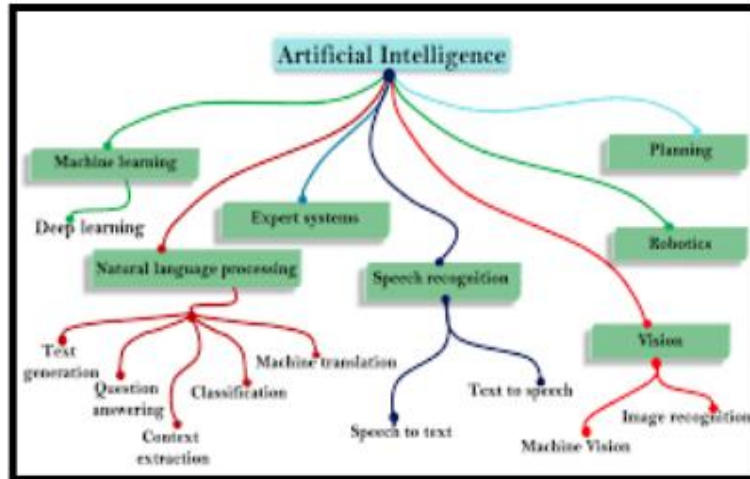 Artificial Intelligence
Machine learning
Planning
Deep learning
Expert systems
Robotics
Natural language processing
Speech recognition
Vision
Text
generation
Question
answering
Context
extraction
Classification
Machine translation
Speech to text
Text to speech
Machine Vision
Image recognition